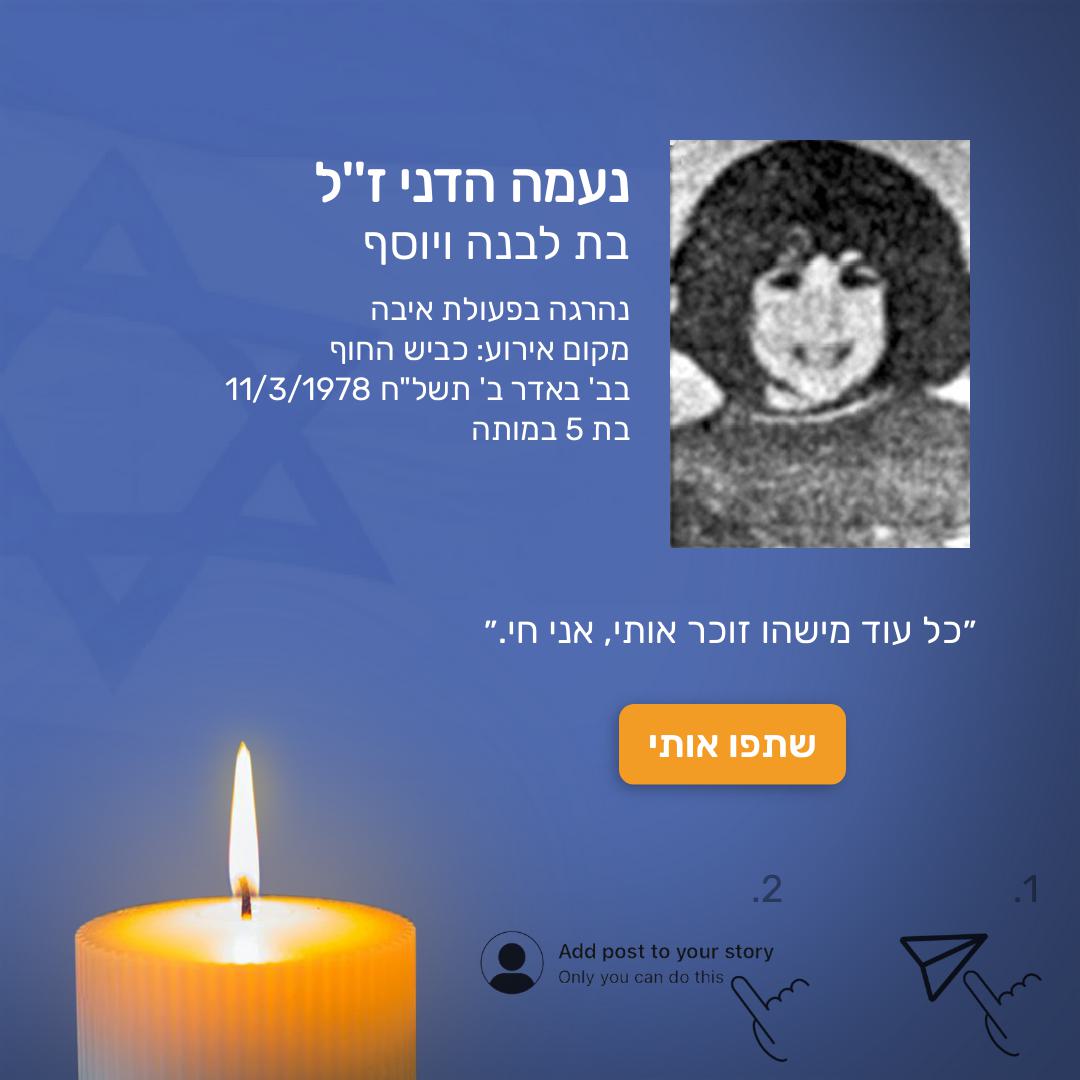 נעמה הדני ז"ל
בת לבנה ויוסף
נהרגה בפעולת איבה
מקום אירוע: כביש החוף
בב' באדר ב' תשל"ח 11/3/1978
בת 5 במותה
״כל עוד מישהו זוכר אותי, אני חי.״
שתפו אותי
.1
.2
Add post to your story
Only you can do this